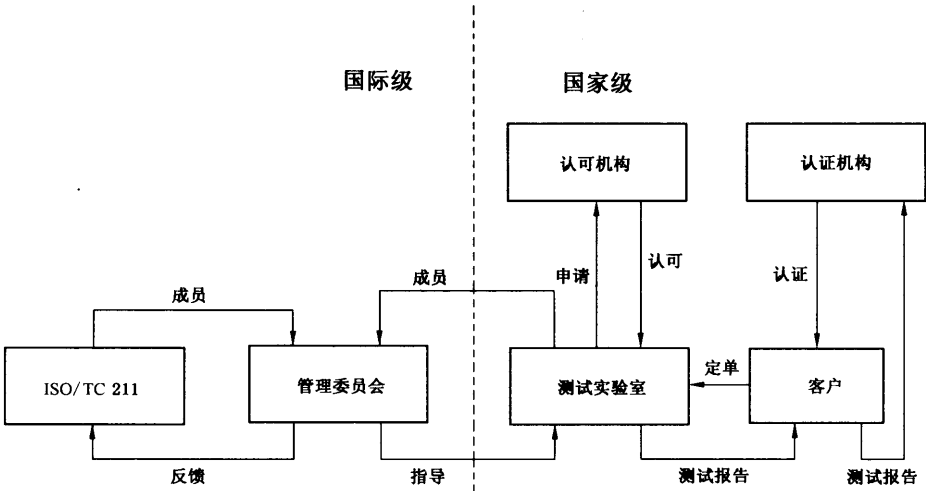 国际级
国家级
认可机构
认证机构
申请
认可
认证
成员
成员
ISO/TC 211
管理委员会
测试实验室
定单
客户
反馈
指导
测试报告
测试报告